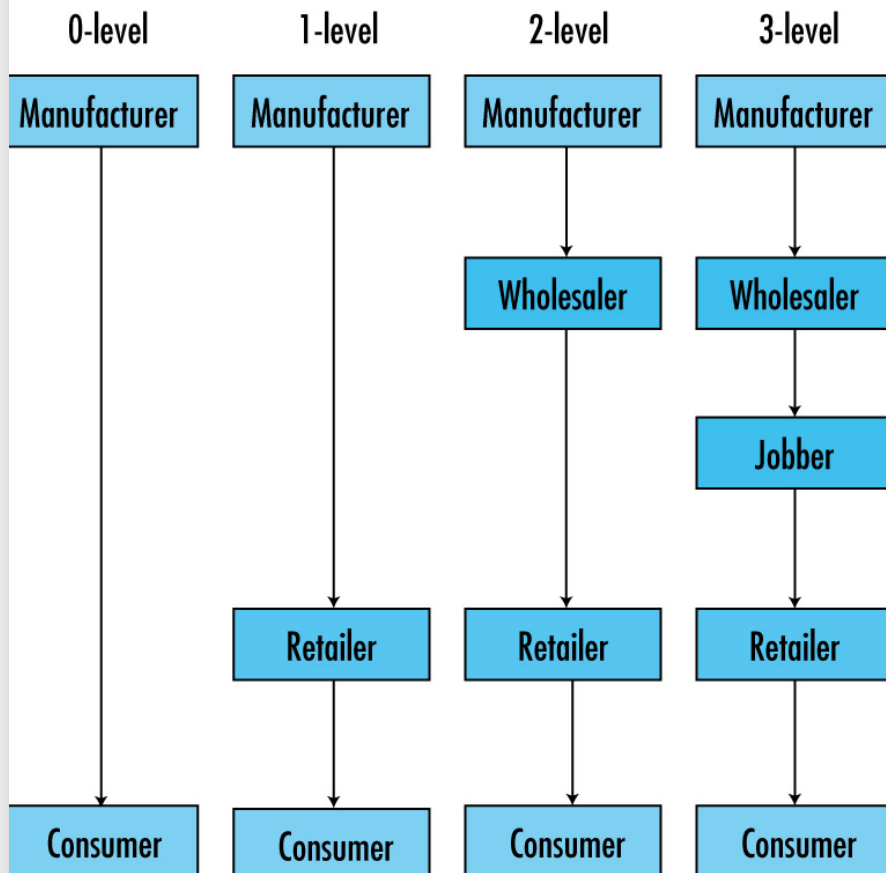 0-level 1-level 2-level 3-level
Manufacturer Manufacturer Manufacturer Manufacturer
Wholesaler Wholesaler
Jobber
Retailer Retailer Retailer
Consumer Consumer Consumer Consumer